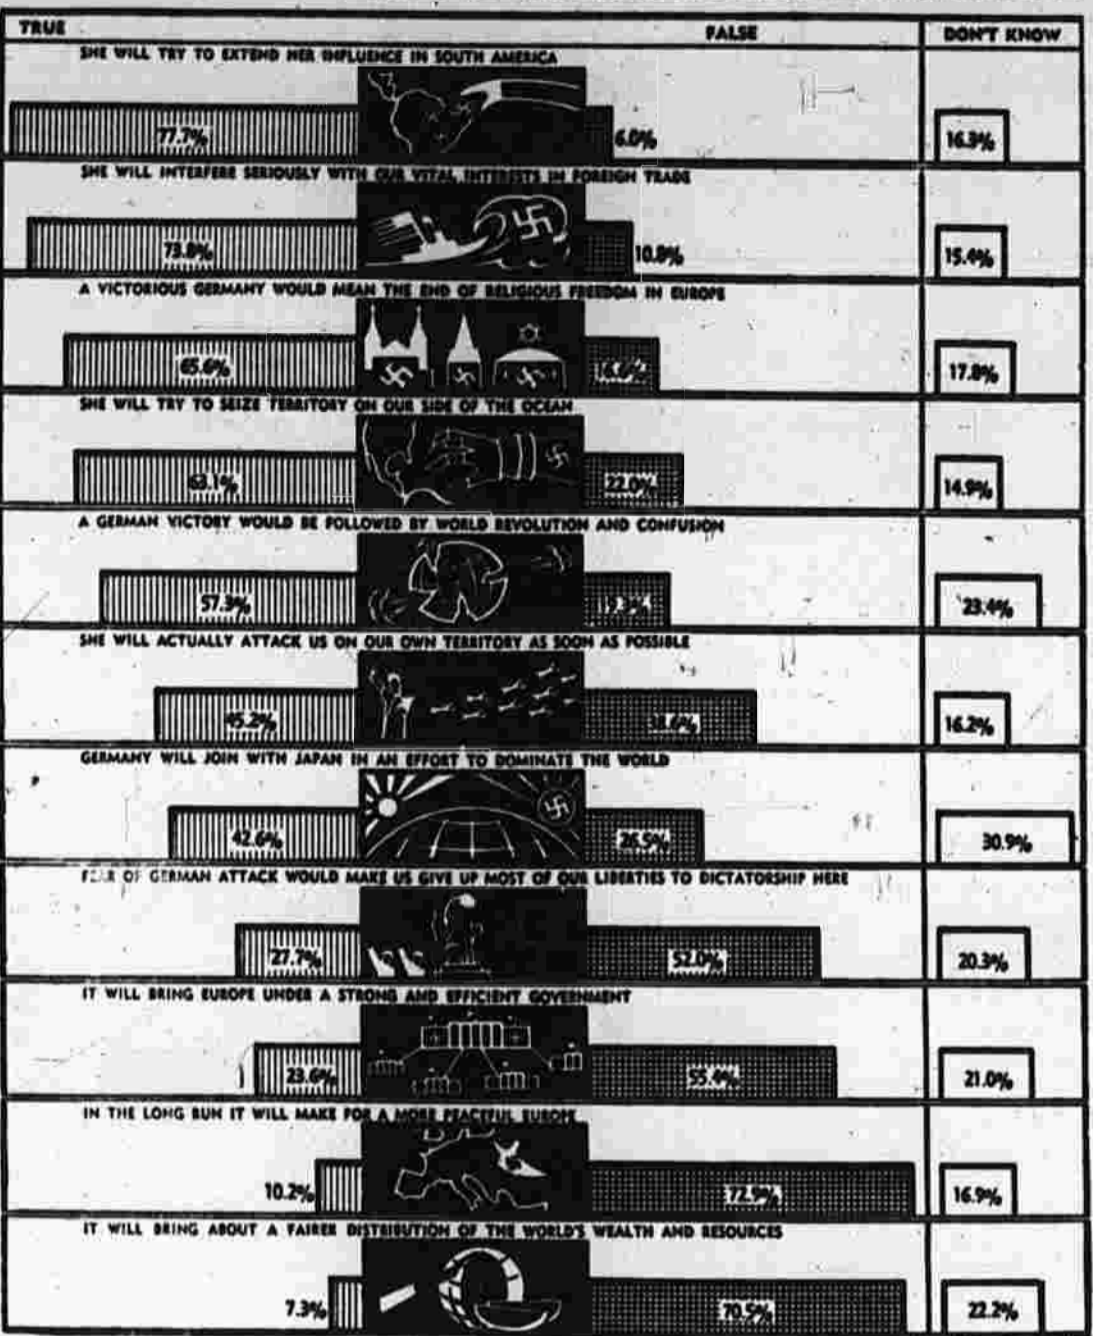 TRUE FALSE DON'T KNOW
SHE WILL TRY TO EXTEND HER INFLUENCE IN SOUTH AMERICA
77.7% 6.0% 16.3%
SHE WILL INTERFERE SERIOUSLY WITH OUR VITAL INTERESTS IN FOREIGN TRADE
73.8% 10.8% 15.4%
A VICTORIOUS GERMANY WOULD MEAN THE END OF RELIGIOUS FREEDOM IN EUROPE
65.6% 16.6% 17.8%
SHE WILL TRY TO SEIZE TERRITORY ON OUR SIDE OF THE OCEAN
63.1% 22.0% 14.9%
A GERMAN VICTORY WOULD BE FOLLOWED BY WORLD REVOLUTION AND CONFUSION
57.3% 23.4%
SHE WILL ACTUALLY ATTACK US ON OUR OWN TERRITORY AS SOON AS POSSIBLE
45.2% 38.6% 16.2%
GERMANY WILL JOIN WITH JAPAN IN AN EFFORT TO DOMINATE THE WORLD
42.6% 26.5% 30.9%
FEAR OF GERMAN ATTACK WOULD MAKE US GIVE UP MOST OF OUR LIBERTIES TO DICTATORSHIP HERE
27.7% 52.0% 20.3%
IT WILL BRING EUROPE UNDER A STRONG AND EFFICIENT GOVERNMENT
23.6% 55.4% 21.0%
IN THE LONG RUN IT WILL MAKE FOR A MORE PEACEFUL EUROPE
10.2% 72.9% 16.9%
IT WILL BRING ABOUT A FAIRER DISTRIBUTION OF THE WORLD'S WEALTH AND RESOURCES
7.3% 70.5% 22.2%